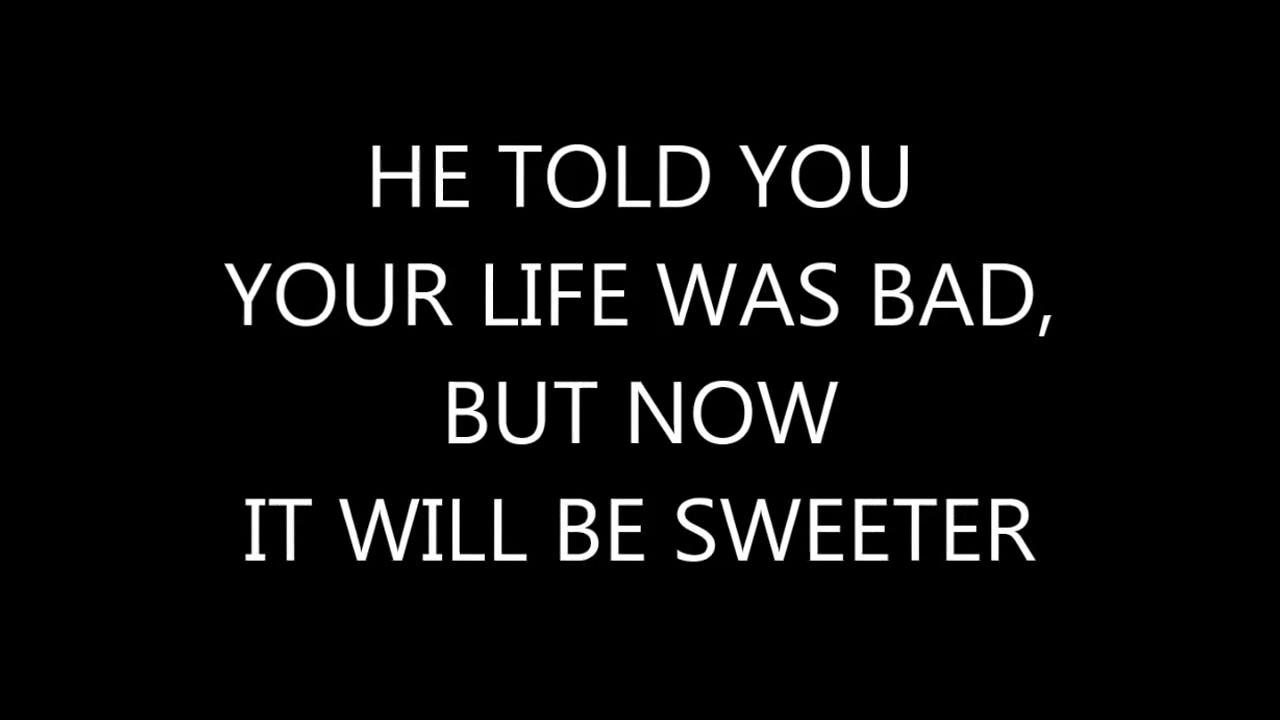 HE TOLD YOU
YOUR LIFE WAS BAD,
BUT NOW
IT WILL BE SWEETER